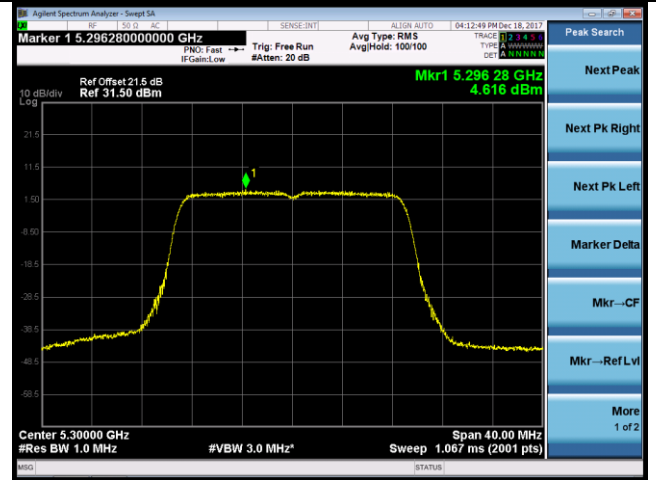 Agilent Spectrum Analyzer - Swept SA
RF 50 Ω AC SENSE:INT ALIGN AUTO 04:12:49 PM Dec 18, 2017
Marker 1 5.296280000000 GHz
PNO: Fast
IFGain:Low
Trig: Free Run
#Atten: 20 dB
Avg Type: RMS
Avg|Hold: 100/100
TRACE 1 2 3 4 5 6
TYPE A WWWWW
DET A N N N N N
Peak Search
Next Peak
Next Pk Right
Next Pk Left
Marker Delta
Mkr→CF
Mkr→Ref Lvl
More
1 of 2
Mkr1 5.296 28 GHz
4.616 dBm
Ref Offset 21.5 dB
10 dB/div Ref 31.50 dBm
Log
21.5
11.5
1.50
-8.50
-18.5
-28.5
-38.5
-48.5
-58.5
1
Center 5.30000 GHz Span 40.00 MHz
#Res BW 1.0 MHz #VBW 3.0 MHz* Sweep 1.067 ms (2001 pts)
MSG STATUS